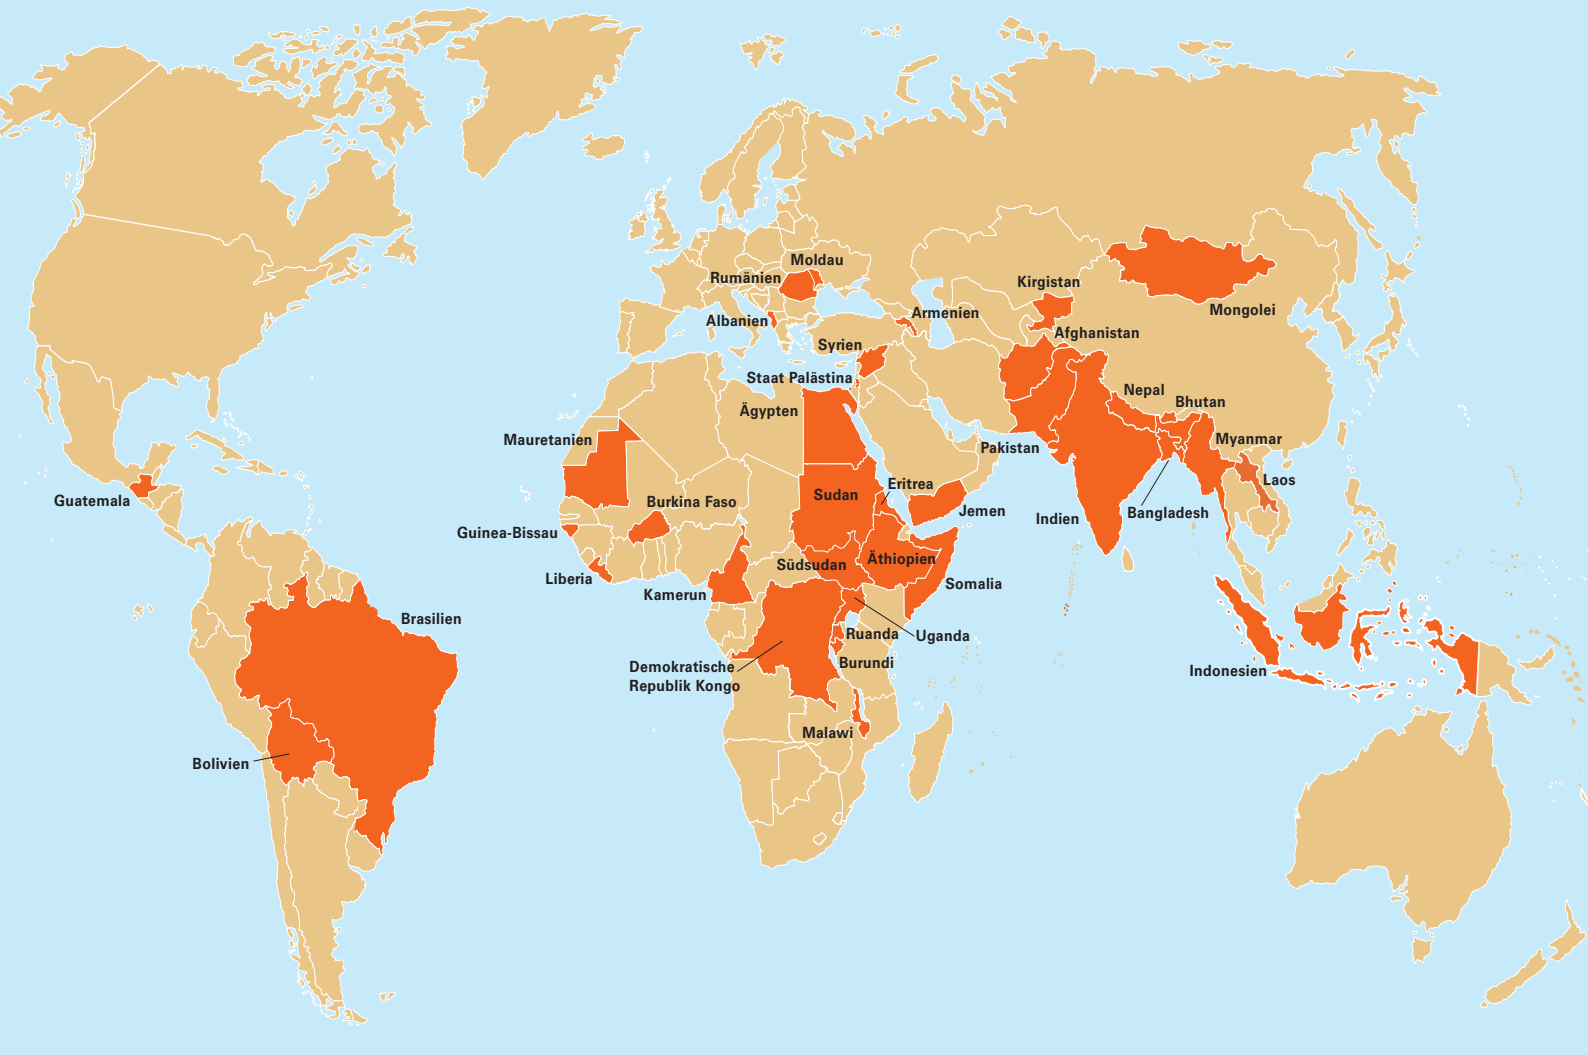 Moldau
Rumänien
Kirgistan
Mongolei
Armenien
Albanien
Afghanistan
Syrien
Staat Palästina
Nepal
Bhutan
Ägypten
Mauretanien
Myanmar
Pakistan
Laos
Eritrea
Guatemala
Burkina Faso
Sudan
Jemen
Bangladesh
Indien
Guinea-Bissau
Äthiopien
Südsudan
Liberia
Somalia
Kamerun
Brasilien
Ruanda
Uganda
Burundi
Demokratische
Republik Kongo
Indonesien
Malawi
Bolivien